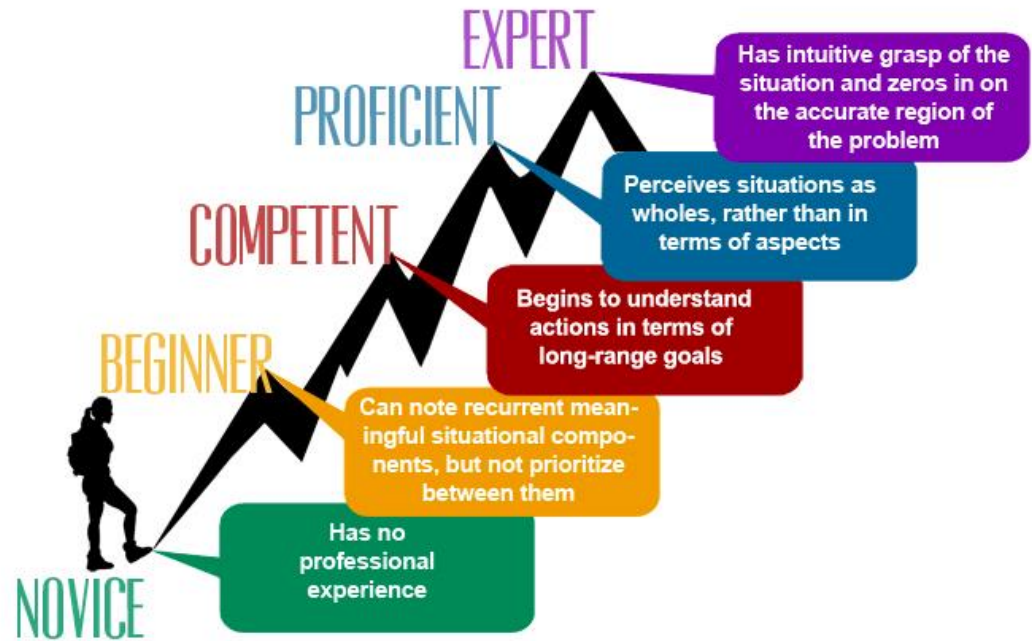 EXPERT
Has intuitive grasp of the
situation and zeros in on
the accurate region of
the problem
PROFICIENT
Perceives situations as
wholes, rather than in
terms of aspects
COMPETENT
Begins to understand
actions in terms of
long-range goals
BEGINNER
Can note recurrent mean-
ingful situational compo-
nents, but not prioritize
between them
NOVICE
Has no
professional
experience